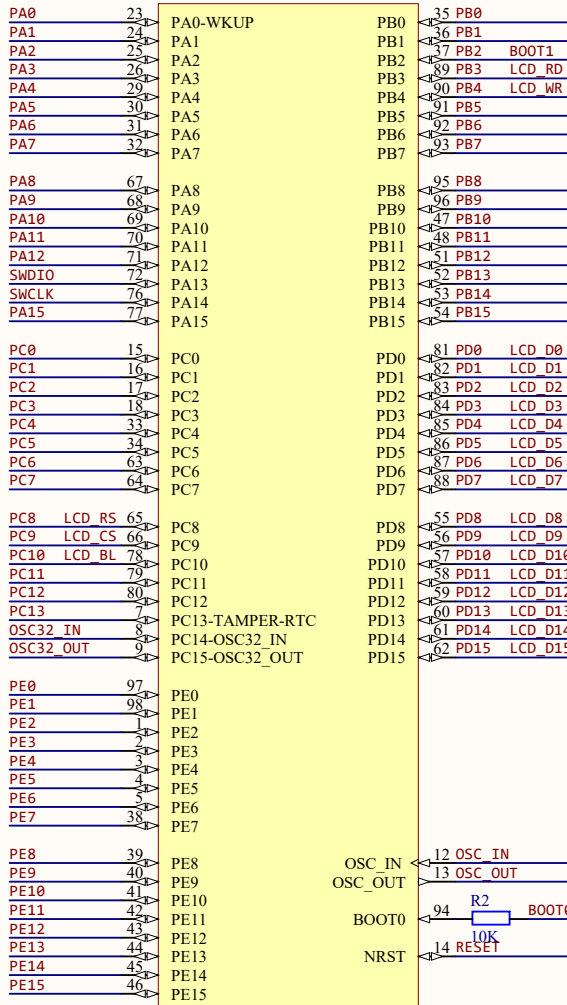 PA0 23 PA0-WKUP PB0 35 PB0
PA1 24 PA1 PB1 36 PB1
PA2 25 PA2 PB2 37 PB2 BOOT1
PA3 26 PA3 PB3 89 PB3 LCD_RD
PA4 29 PA4 PB4 90 PB4 LCD_WR
PA5 30 PA5 PB5 91 PB5
PA6 31 PA6 PB6 92 PB6
PA7 32 PA7 PB7 93 PB7
PA8 67 PA8 PB8 95 PB8
PA9 68 PA9 PB9 96 PB9
PA10 69 PA10 PB10 47 PB10
PA11 70 PA11 PB11 48 PB11
PA12 71 PA12 PB12 51 PB12
SWDIO 72 PA13 PB13 52 PB13
SWCLK 76 PA14 PB14 53 PB14
PA15 77 PA15 PB15 54 PB15
PC0 15 PC0 PD0 81 PD0 LCD_D0
PC1 16 PC1 PD1 82 PD1 LCD_D1
PC2 17 PC2 PD2 83 PD2 LCD_D2
PC3 18 PC3 PD3 84 PD3 LCD_D3
PC4 33 PC4 PD4 85 PD4 LCD_D4
PC5 34 PC5 PD5 86 PD5 LCD_D5
PC6 63 PC6 PD6 87 PD6 LCD_D6
PC7 64 PC7 PD7 88 PD7 LCD_D7
PC8 LCD_RS 65 PC8 PD8 55 PD8 LCD_D8
PC9 LCD_CS 66 PC9 PD9 56 PD9 LCD_D9
PC10 LCD_BL 78 PC10 PD10 57 PD10 LCD_D10
PC11 79 PC11 PD11 58 PD11 LCD_D11
PC12 80 PC12 PD12 59 PD12 LCD_D12
PC13 7 PC13-TAMPER-RTC PD13 60 PD13 LCD_D13
OSC32_IN 8 PC14-OSC32_IN PD14 61 PD14 LCD_D14
OSC32_OUT 9 PC15-OSC32_OUT PD15 62 PD15 LCD_D15
PE0 97 PE0
PE1 98 PE1
PE2 1 PE2
PE3 2 PE3
PE4 3 PE4
PE5 4 PE5
PE6 5 PE6
PE7 38 PE7
PE8 39 PE8 OSC_IN 12 OSC_IN
PE9 40 PE9 OSC_OUT 13 OSC_OUT
PE10 41 PE10 R2
PE11 42 PE11 BOOT0 94 BOOT0
PE12 43 PE12 10K
PE13 44 PE13 NRST 14 RESET
PE14 45 PE14
PE15 46 PE15